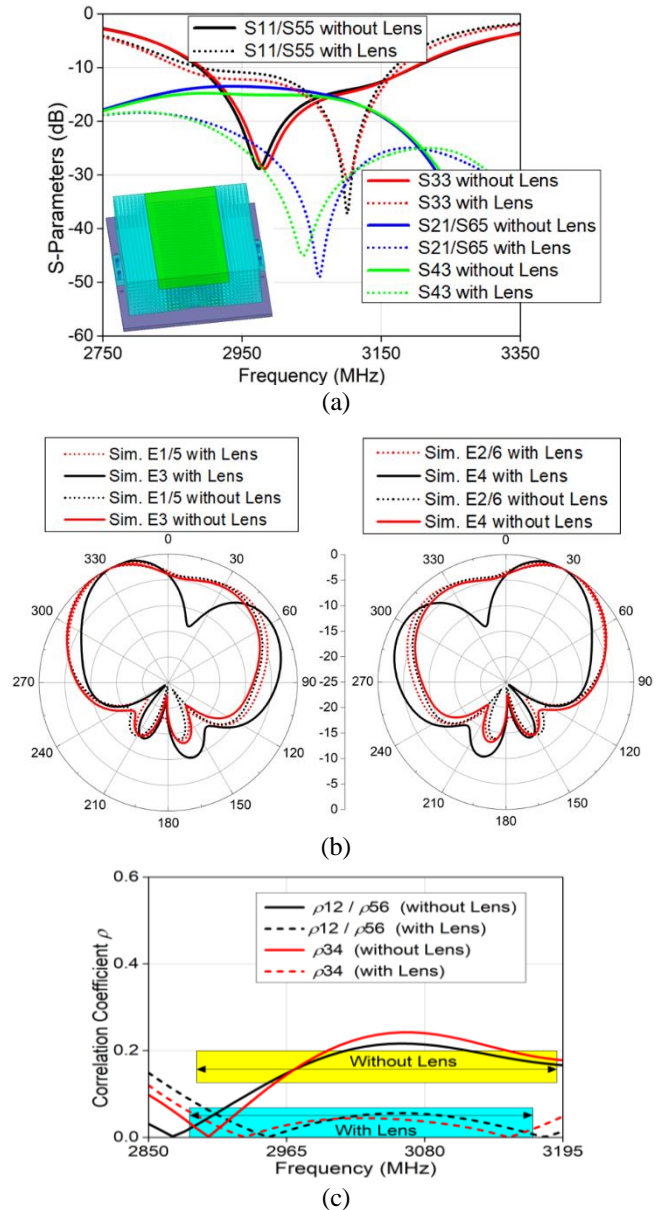 S11/S55 without Lens
S11/S55 with Lens
S33 without Lens
S33 with Lens
S21/S65 without Lens
S21/S65 with Lens
S43 without Lens
S43 with Lens
S-Parameters (dB)
0
-10
-20
-30
-40
-50
-60
2750 2950 3150 3350
Frequency (MHz)
(a)
Sim. E1/5 with Lens
Sim. E3 with Lens
Sim. E1/5 without Lens
Sim. E3 without Lens
0
30
60
90
120
150
180
210
240
270
300
330
0
-5
-10
-15
-20
-25
-20
-15
-10
-5
0
Sim. E2/6 with Lens
Sim. E4 with Lens
Sim. E2/6 without Lens
Sim. E4 without Lens
0
30
60
90
120
150
180
210
240
270
300
330
(b)
Correlation Coefficient ρ
0.6
0.4
0.2
0.0
ρ12 / ρ56 (without Lens)
ρ12 / ρ56 (with Lens)
ρ34 (without Lens)
ρ34 (with Lens)
Without Lens
With Lens
2850 2965 3080 3195
Frequency (MHz)
(c)